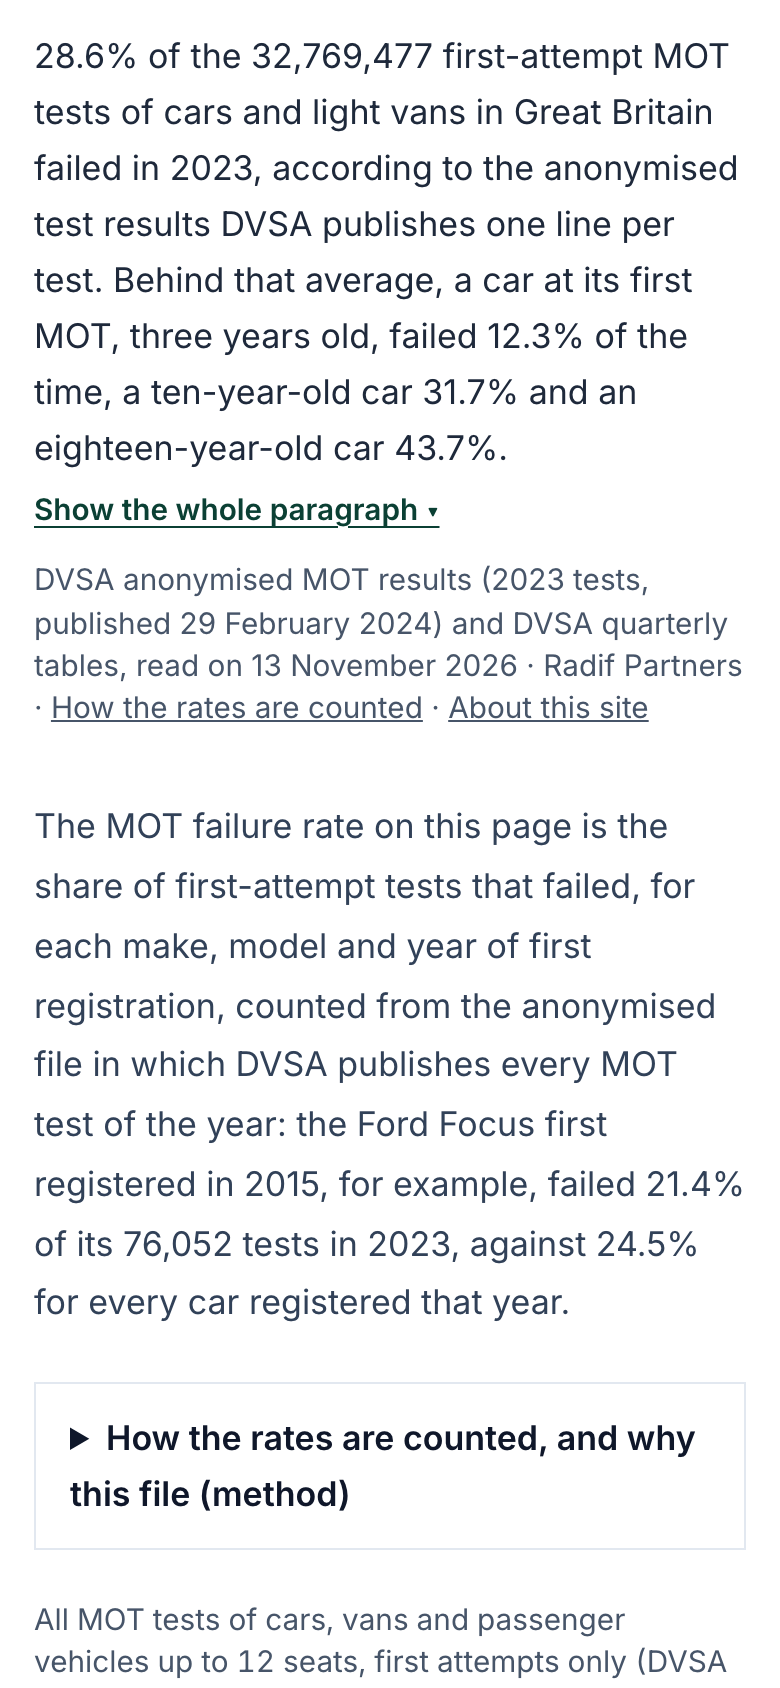 28.6% of the 32,769,477 first-attempt MOT
tests of cars and light vans in Great Britain
failed in 2023, according to the anonymised
test results DVSA publishes one line per
test. Behind that average, a car at its first
MOT, three years old, failed 12.3% of the
time, a ten-year-old car 31.7% and an
eighteen-year-old car 43.7%.
Show the whole paragraph ▾
DVSA anonymised MOT results (2023 tests,
published 29 February 2024) and DVSA quarterly
tables, read on 13 November 2026 · Radif Partners
· How the rates are counted · About this site
The MOT failure rate on this page is the
share of first-attempt tests that failed, for
each make, model and year of first
registration, counted from the anonymised
file in which DVSA publishes every MOT
test of the year: the Ford Focus first
registered in 2015, for example, failed 21.4%
of its 76,052 tests in 2023, against 24.5%
for every car registered that year.
▶ How the rates are counted, and why
this file (method)
All MOT tests of cars, vans and passenger
vehicles up to 12 seats, first attempts only (DVSA